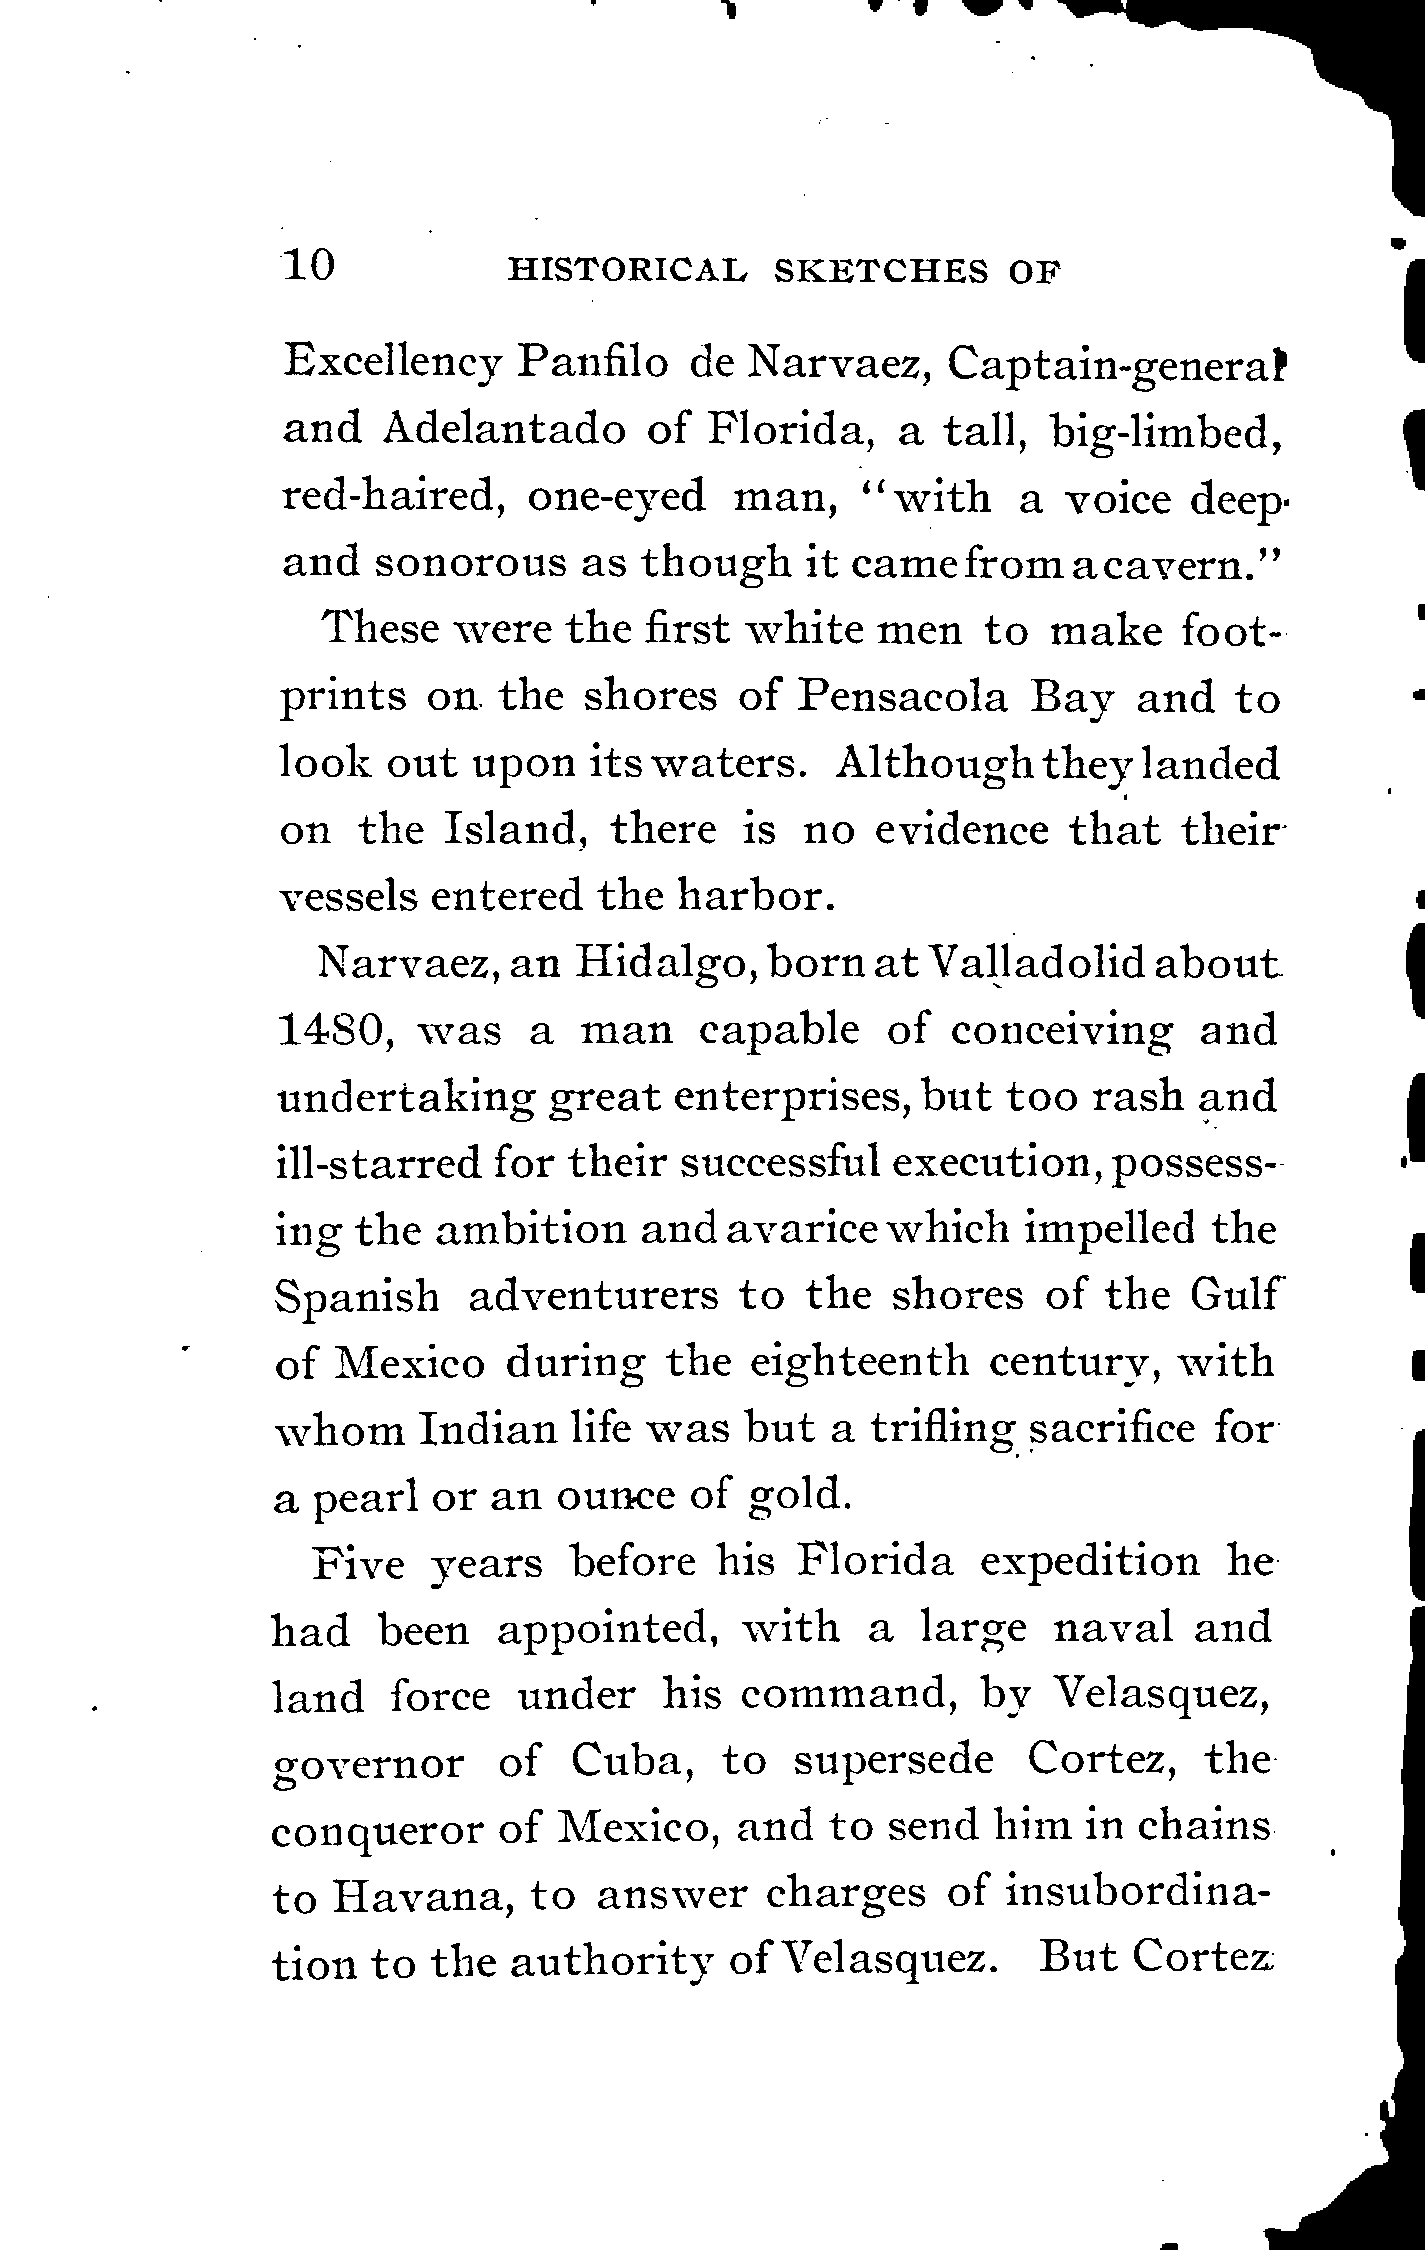 10 HISTORICAL SKETCHES OF
Excellency Panfilo de Narvaez, Captain-general
and Adelantado of Florida, a tall, big-limbed,
red-haired, one-eyed man, "with a voice deep
and sonorous as though it came from a cavern."
These were the first white men to make foot-
prints on the shores of Pensacola Bay and to
look out upon its waters. Although they landed
on the Island, there is no evidence that their
vessels entered the harbor.
Narvaez, an Hidalgo, born at Valladolid about
1480, was a man capable of conceiving and
undertaking great enterprises, but too rash and
ill-starred for their successful execution, possess-
ing the ambition and avarice which impelled the
Spanish adventurers to the shores of the Gulf
of Mexico during the eighteenth century, with
whom Indian life was but a trifling sacrifice for
a pearl or an ounce of gold.
Five years before his Florida expedition he
had been appointed, with a large naval and
land force under his command, by Velasquez,
governor of Cuba, to supersede Cortez, the
conqueror of Mexico, and to send him in chains
to Havana, to answer charges of insubordina-
tion to the authority of Velasquez. But Cortez